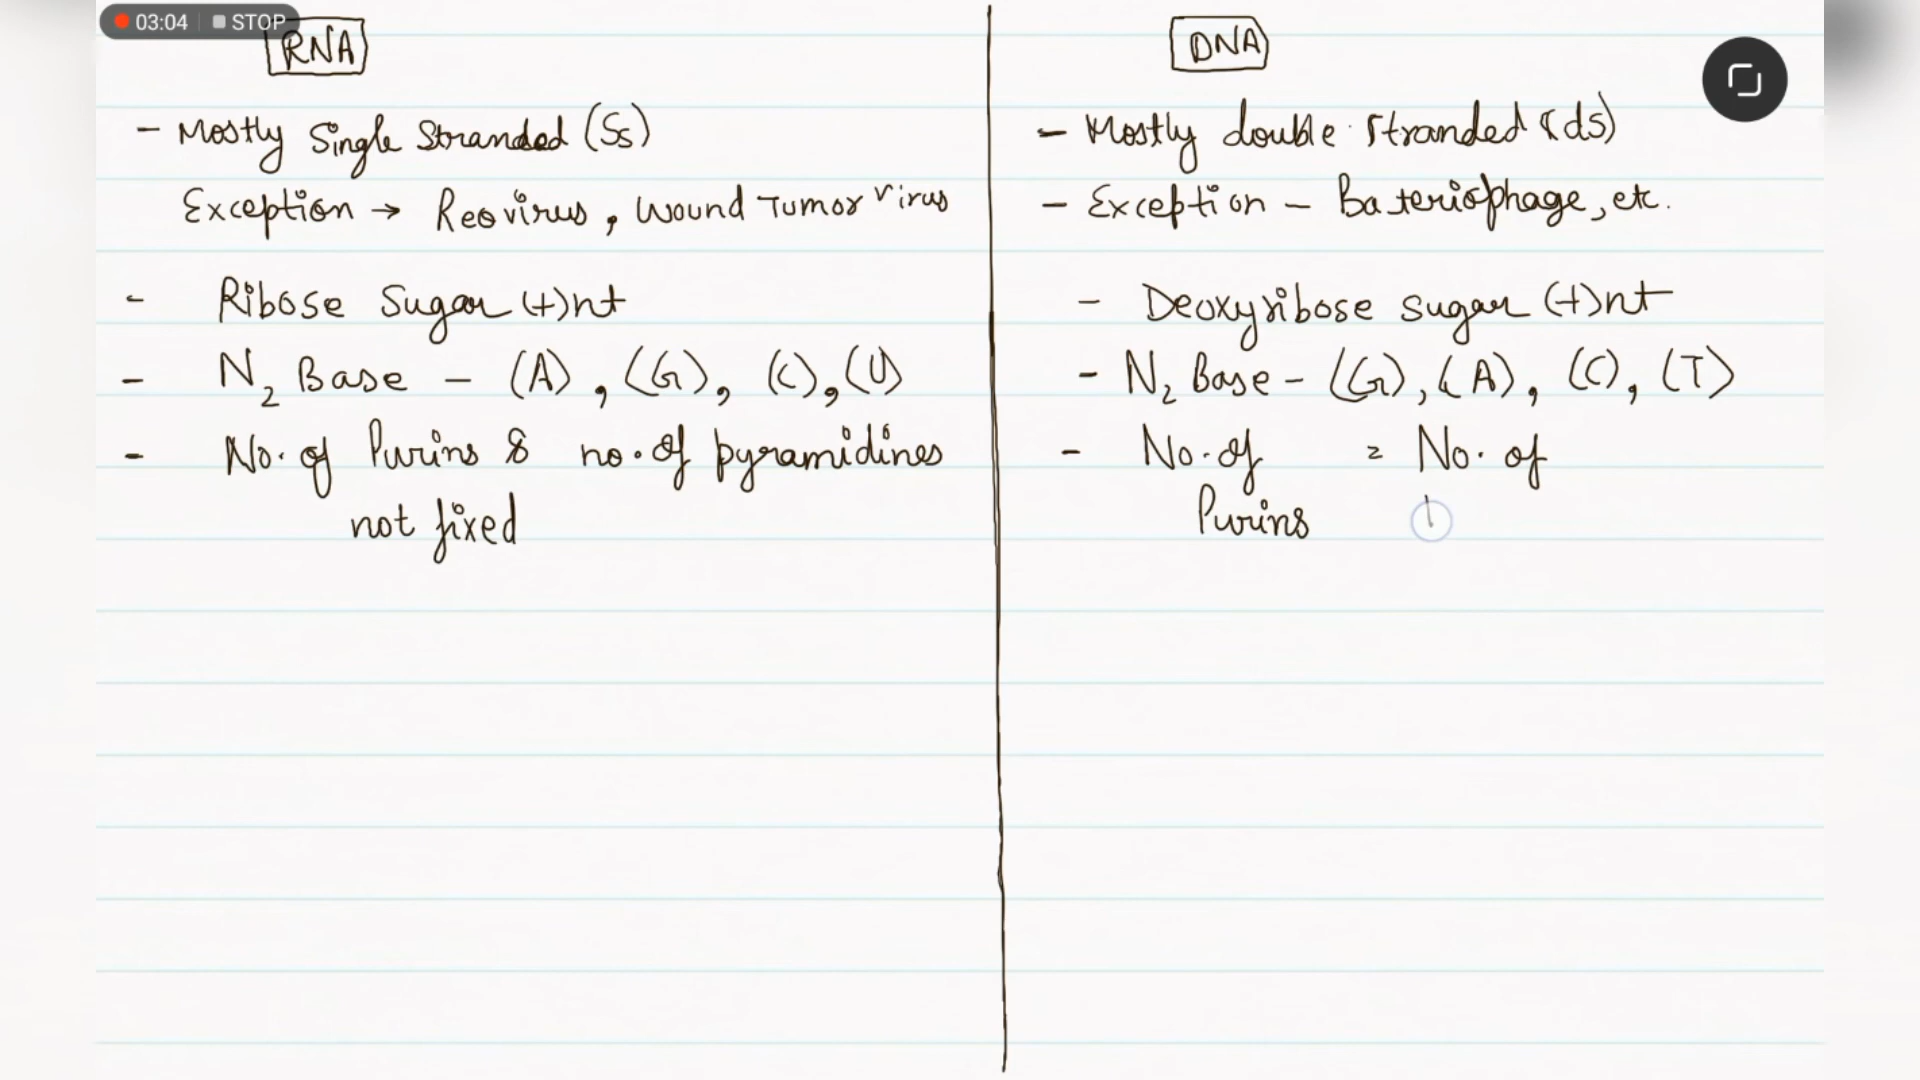 03:04 STOP
RNA
- Mostly Single Stranded (Ss)
Exception → Reovirus, Wound Tumor Virus
- Ribose Sugar (+)nt
- N2 Base - (A), (G), (C), (U)
- No. of Purins & no. of pyramidines
not fixed
DNA
- Mostly double stranded (ds)
- Exception - Bateriophage, etc.
- Deoxyribose sugar (+)nt
- N2 Base - (G), (A), (C), (T)
- No. of = No. of
Purins